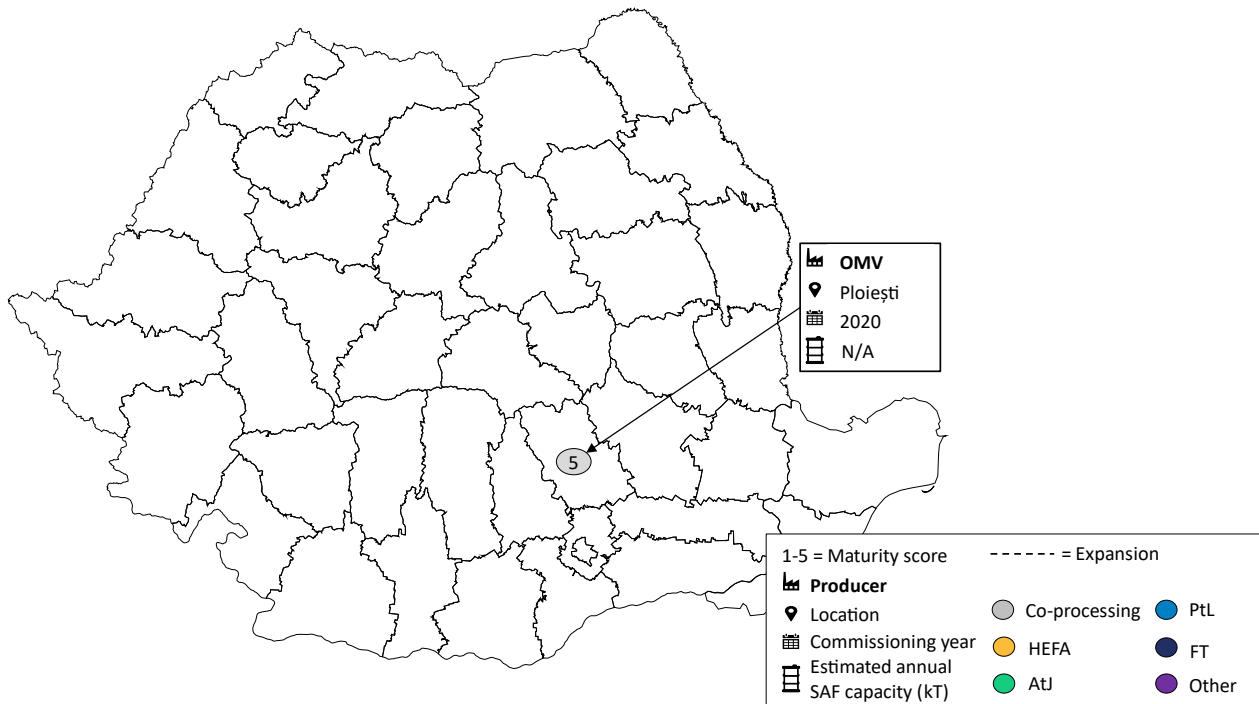 OMV
Ploiești
2020
N/A
5
1-5 = Maturity score
= Expansion
Producer
Location
Commissioning year
Estimated annual
SAF capacity (kT)
Co-processing
HEFA
AtJ
PtL
FT
Other